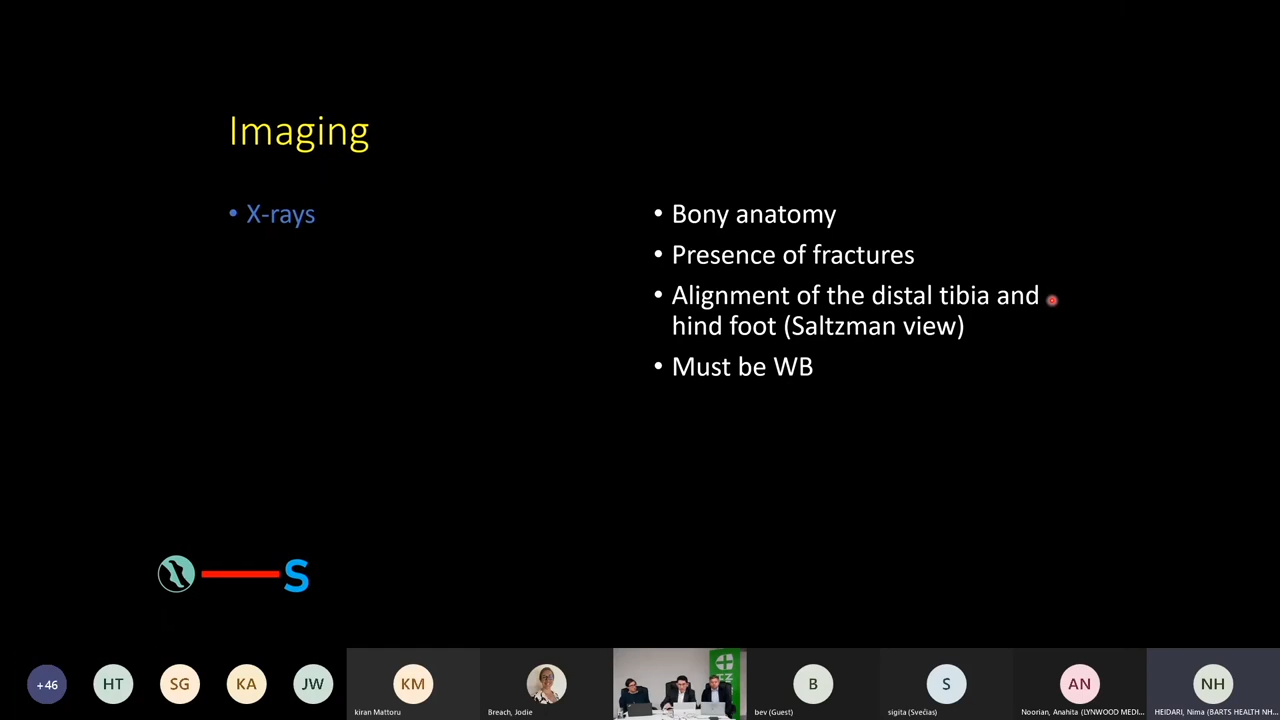 Imaging
• X-rays
• Bony anatomy
• Presence of fractures
• Alignment of the distal tibia and
hind foot (Saltzman view)
• Must be WB
S
+46
HT
SG
KA
JW
KM
B
S
AN
NH
kiran Mattoru
Breach, Jodie
bev (Guest)
sigita (Svečias)
Noorian, Anahita (LYNWOOD MEDI...
HEIDARI, Nima (BARTS HEALTH NH...